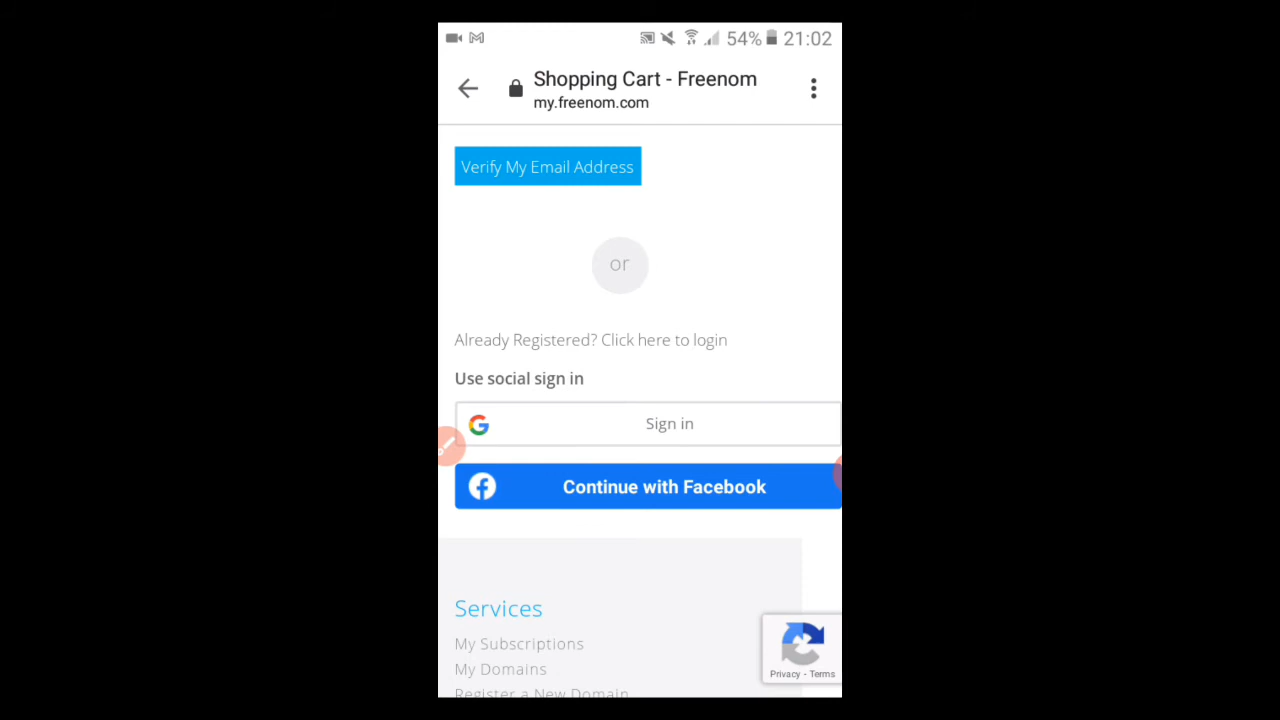 54% 21:02
Shopping Cart - Freenom
my.freenom.com
Verify My Email Address
or
Already Registered? Click here to login
Use social sign in
Sign in
Continue with Facebook
Services
My Subscriptions
My Domains
Register a New Domain
Privacy - Terms